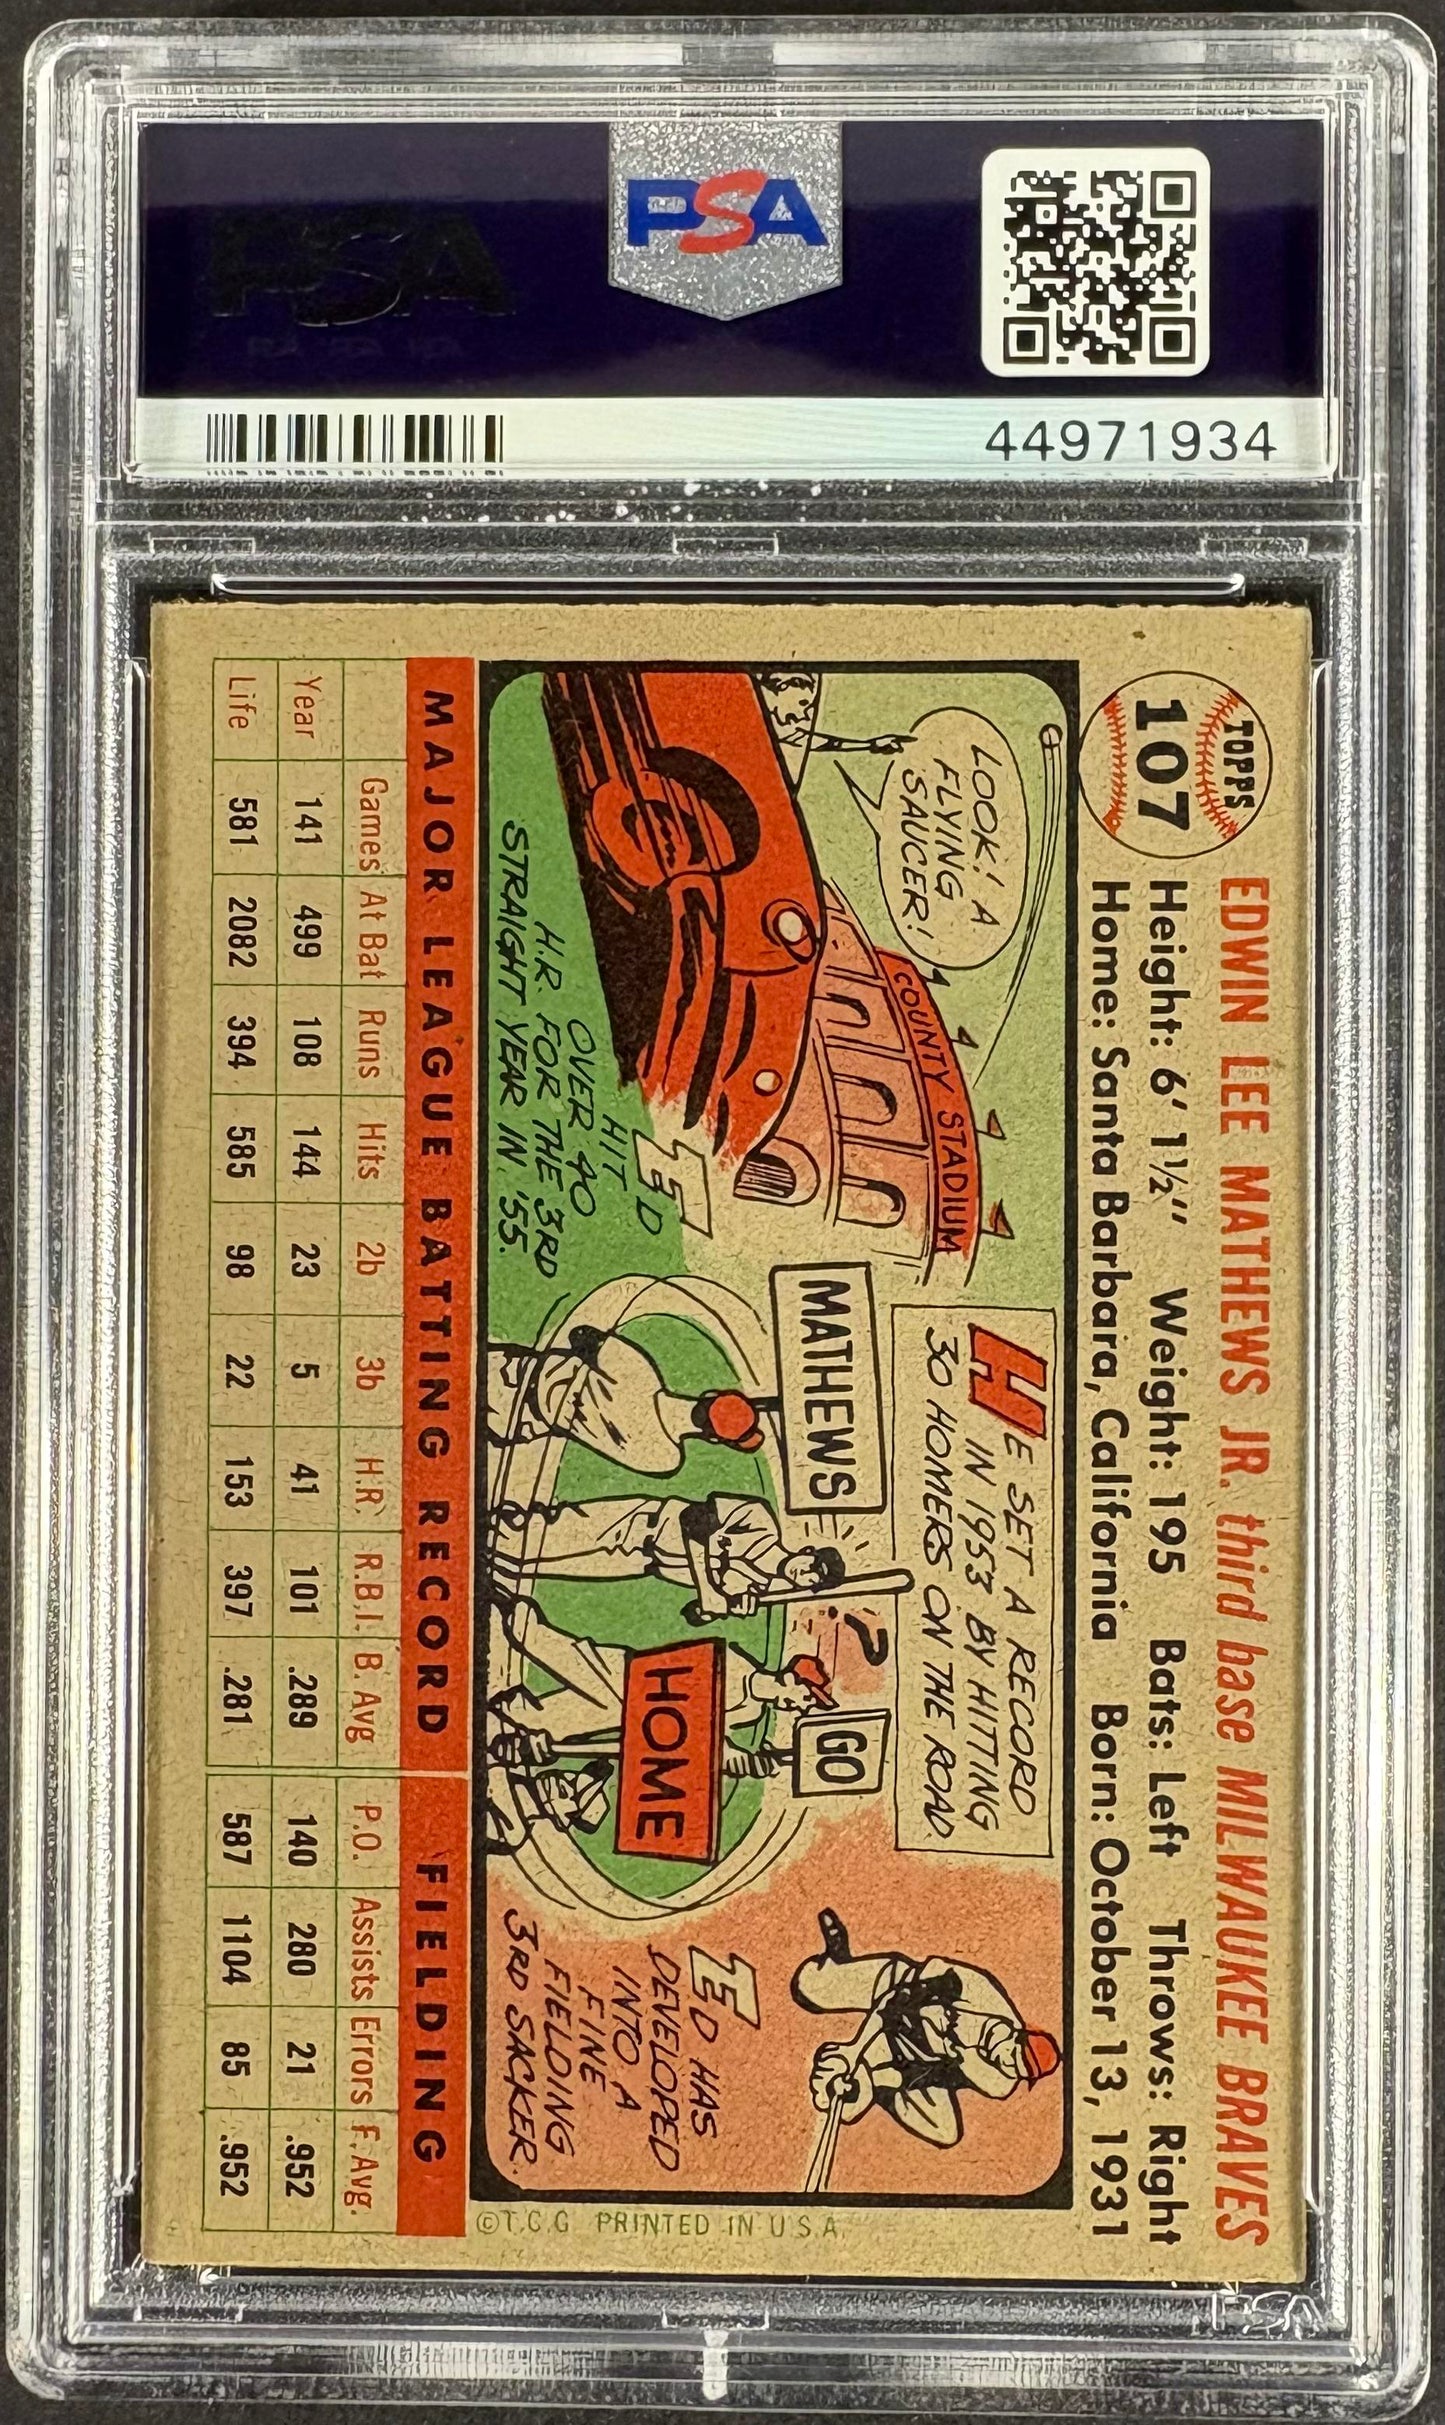 PSA
PSA
44971934
TOPPS
107
EDWIN LEE MATHEWS JR. third base MILWAUKEE BRAVES
Height: 6' 1½" Weight: 195 Bats: Left Throws: Right
Home: Santa Barbara, California Born: October 13, 1931
LOOK! A
FLYING
SAUCER!
COUNTY STADIUM
ED
HIT
OVER 40
H.R. FOR THE 3RD
STRAIGHT YEAR IN '55.
HE SET A RECORD
IN 1953 BY HITTING
30 HOMERS ON THE ROAD.
MATHEWS
?
GO
HOME
ED HAS
DEVELOPED
INTO A
FINE
FIELDING
3RD SACKER.
MAJOR LEAGUE BATTING RECORD FIELDING
Games At Bat Runs Hits 2b 3b H.R. R.B.I. B. Avg P.O. Assists Errors F. Avg.
Year 141 499 108 144 23 5 41 101 .289 140 280 21 .952
Life 581 2082 394 585 98 22 153 397 .281 587 1104 85 .952
©T.C.G. PRINTED IN U.S.A.
PSA